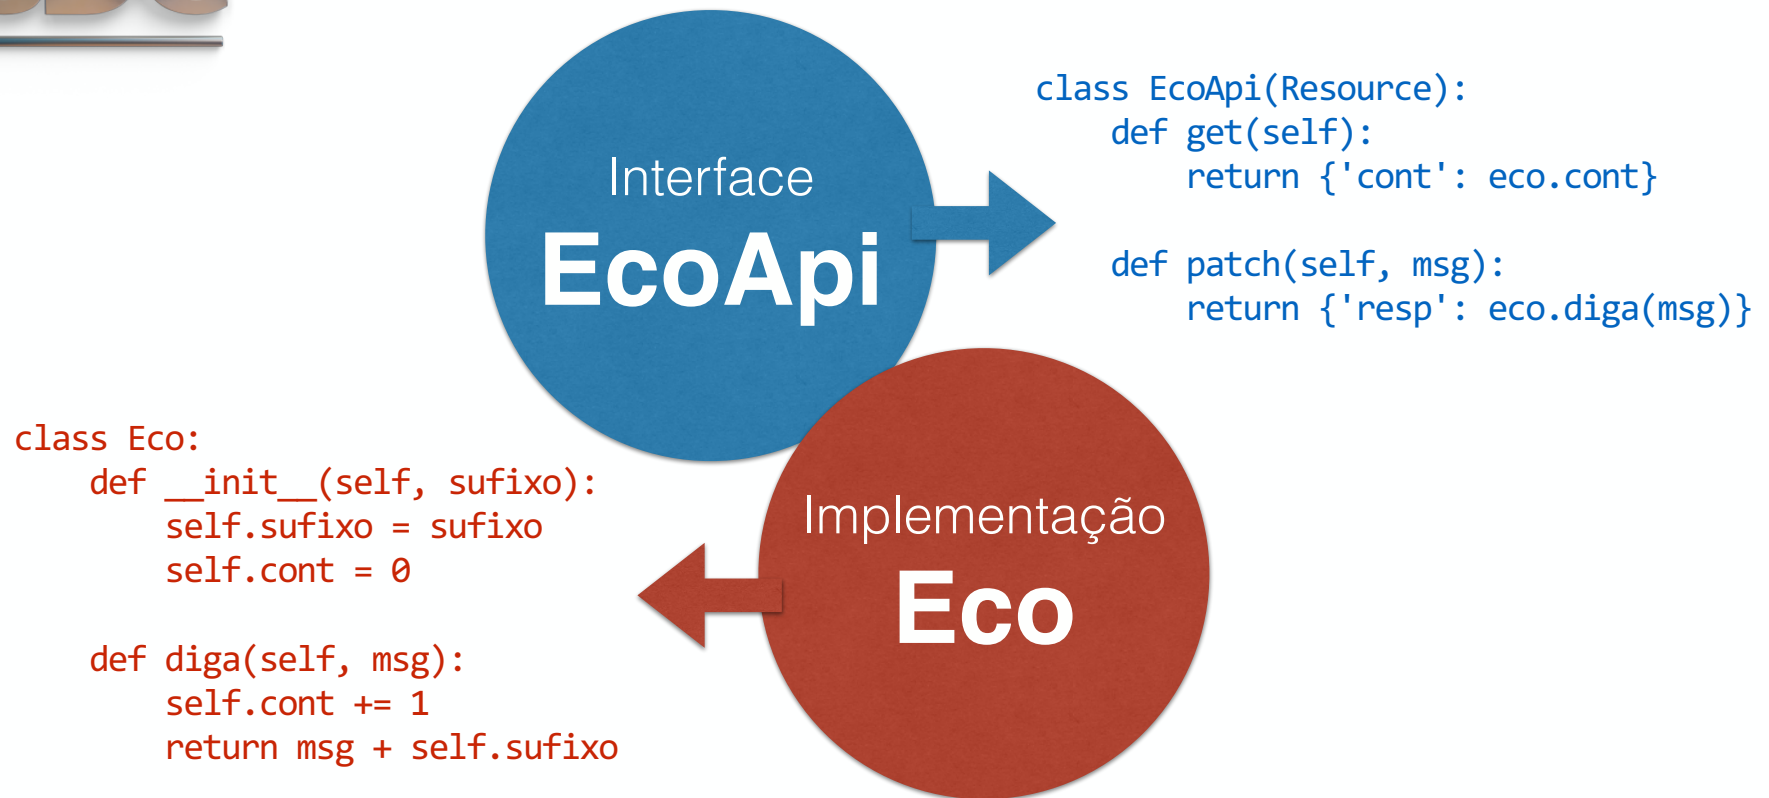 Interface
EcoApi
class EcoApi(Resource):
    def get(self):
        return {'cont': eco.cont}

    def patch(self, msg):
        return {'resp': eco.diga(msg)}
class Eco:
    def __init__(self, sufixo):
        self.sufixo = sufixo
        self.cont = 0

    def diga(self, msg):
        self.cont += 1
        return msg + self.sufixo
Implementação
Eco